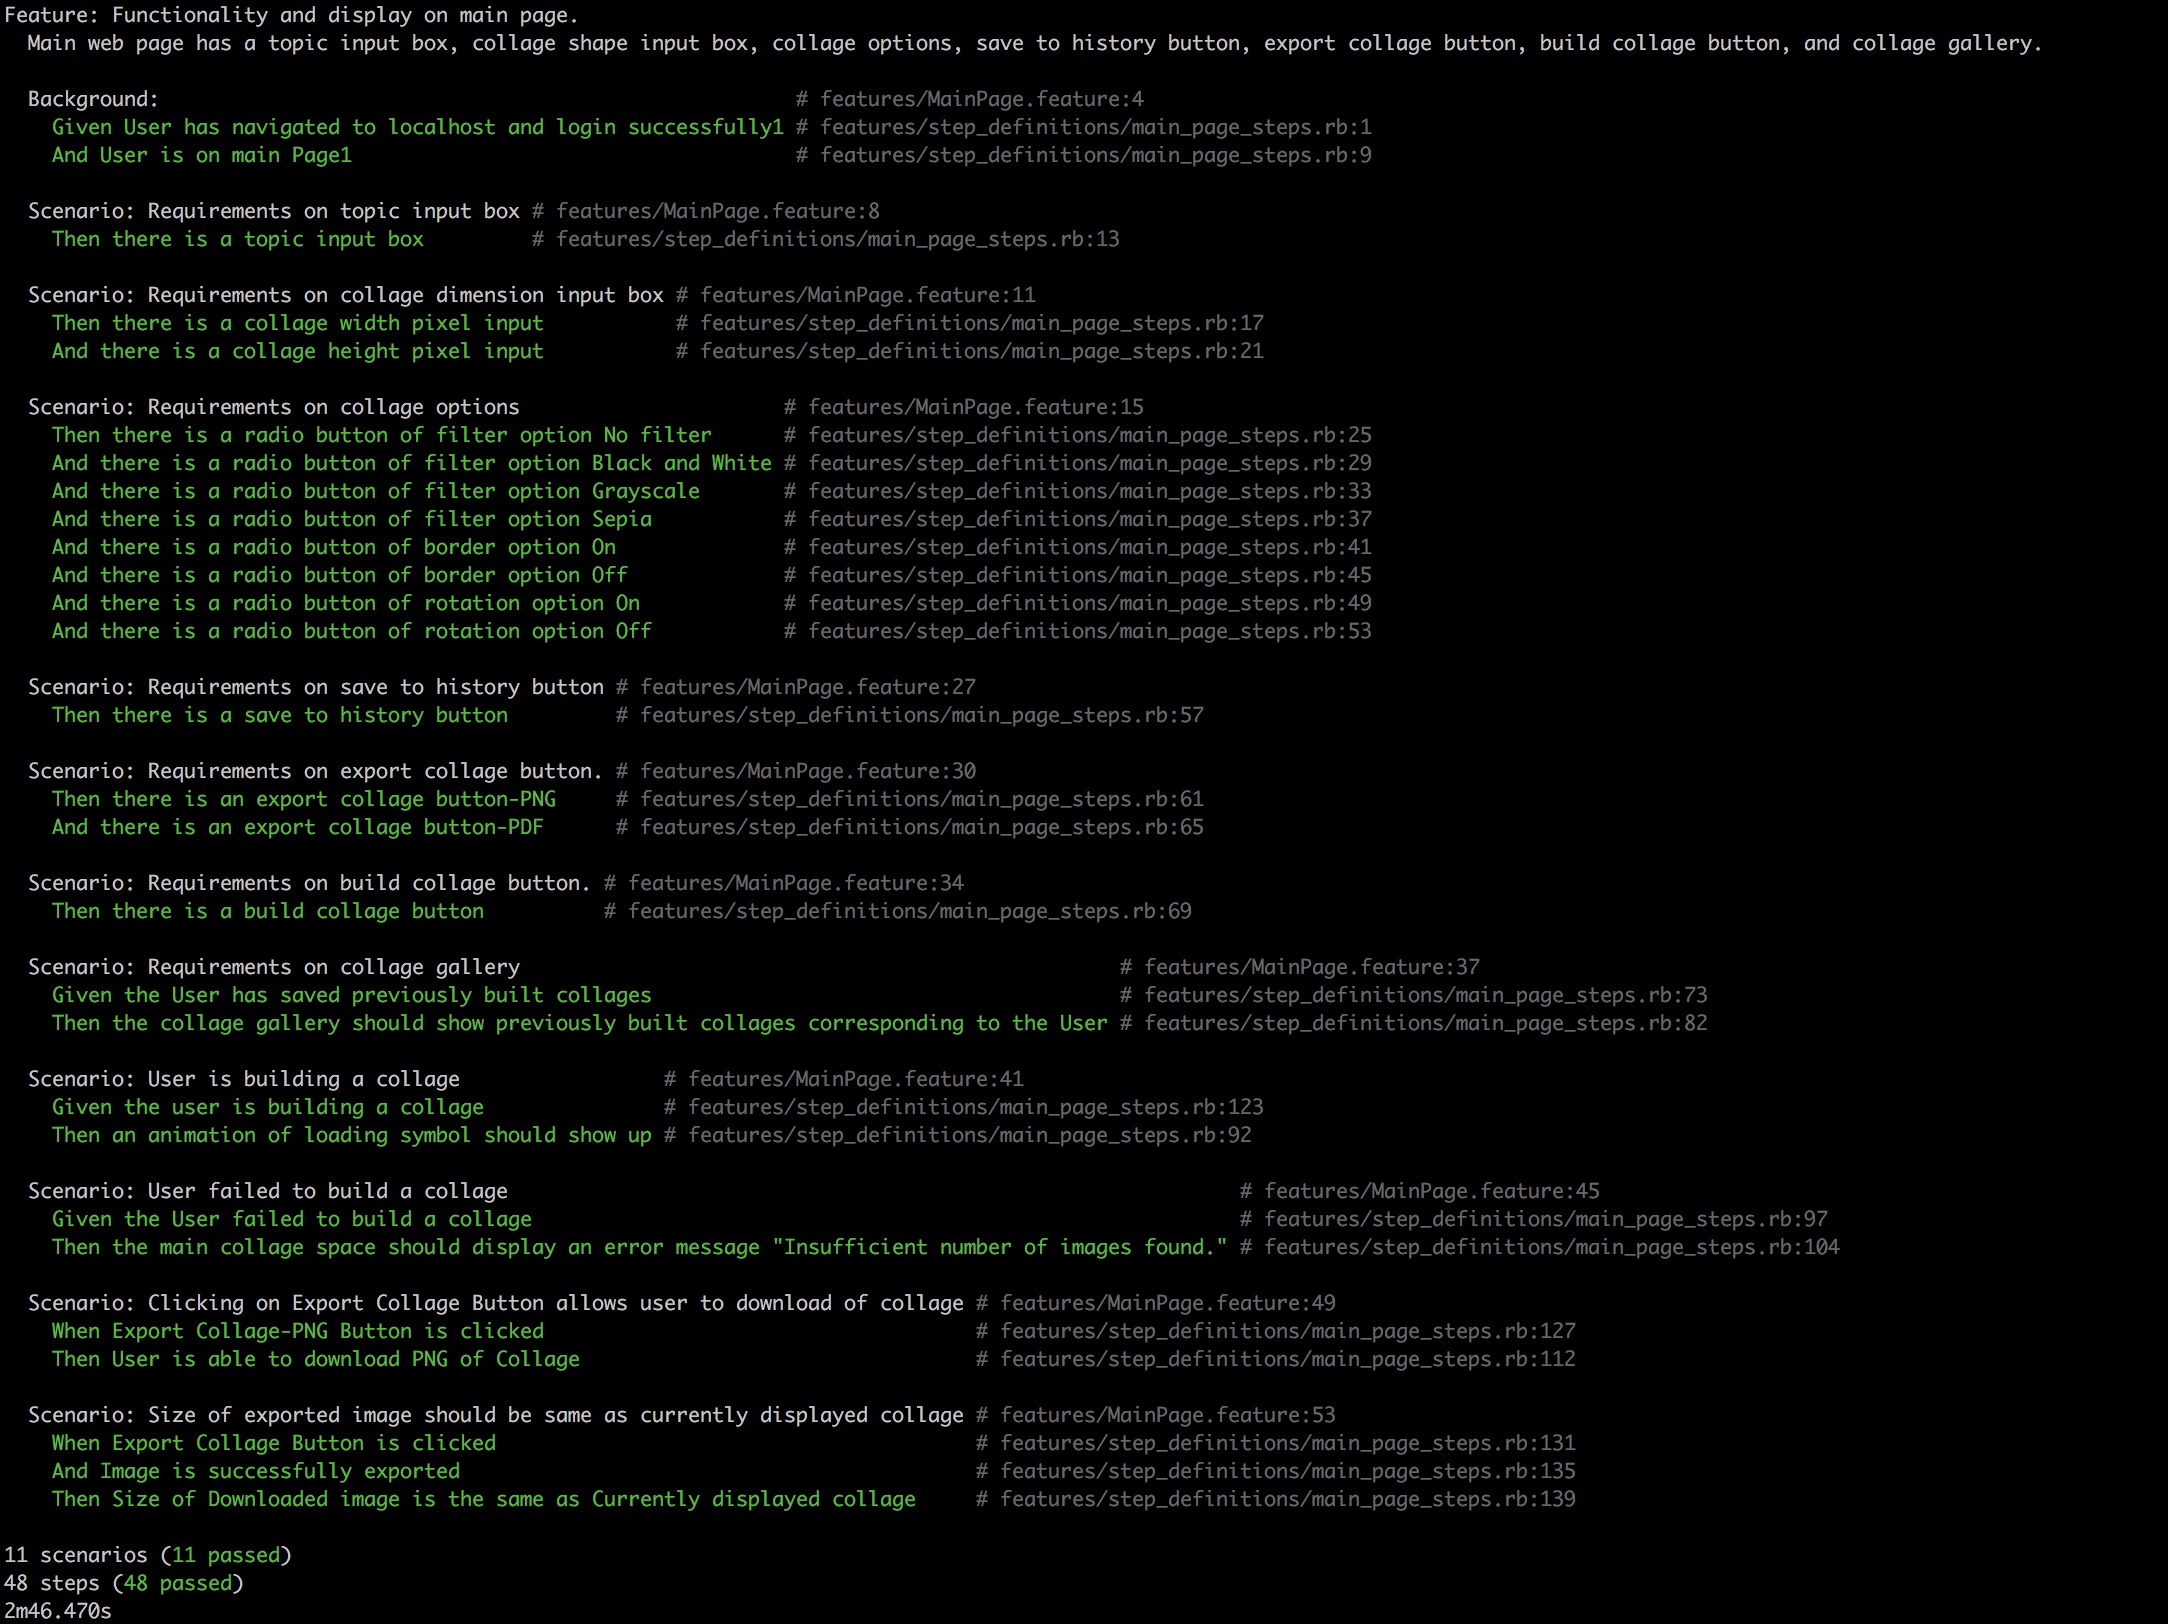 Feature: Functionality and display on main page.
  Main web page has a topic input box, collage shape input box, collage options, save to history button, export collage button, build collage button, and collage gallery.

  Background:                                                     # features/MainPage.feature:4
    Given User has navigated to localhost and login successfully1 # features/step_definitions/main_page_steps.rb:1
    And User is on main Page1                                     # features/step_definitions/main_page_steps.rb:9

  Scenario: Requirements on topic input box # features/MainPage.feature:8
    Then there is a topic input box         # features/step_definitions/main_page_steps.rb:13

  Scenario: Requirements on collage dimension input box # features/MainPage.feature:11
    Then there is a collage width pixel input           # features/step_definitions/main_page_steps.rb:17
    And there is a collage height pixel input           # features/step_definitions/main_page_steps.rb:21

  Scenario: Requirements on collage options                      # features/MainPage.feature:15
    Then there is a radio button of filter option No filter      # features/step_definitions/main_page_steps.rb:25
    And there is a radio button of filter option Black and White # features/step_definitions/main_page_steps.rb:29
    And there is a radio button of filter option Grayscale       # features/step_definitions/main_page_steps.rb:33
    And there is a radio button of filter option Sepia           # features/step_definitions/main_page_steps.rb:37
    And there is a radio button of border option On              # features/step_definitions/main_page_steps.rb:41
    And there is a radio button of border option Off             # features/step_definitions/main_page_steps.rb:45
    And there is a radio button of rotation option On            # features/step_definitions/main_page_steps.rb:49
    And there is a radio button of rotation option Off           # features/step_definitions/main_page_steps.rb:53

  Scenario: Requirements on save to history button # features/MainPage.feature:27
    Then there is a save to history button         # features/step_definitions/main_page_steps.rb:57

  Scenario: Requirements on export collage button. # features/MainPage.feature:30
    Then there is an export collage button-PNG     # features/step_definitions/main_page_steps.rb:61
    And there is an export collage button-PDF      # features/step_definitions/main_page_steps.rb:65

  Scenario: Requirements on build collage button. # features/MainPage.feature:34
    Then there is a build collage button          # features/step_definitions/main_page_steps.rb:69

  Scenario: Requirements on collage gallery                                                  # features/MainPage.feature:37
    Given the User has saved previously built collages                                       # features/step_definitions/main_page_steps.rb:73
    Then the collage gallery should show previously built collages corresponding to the User # features/step_definitions/main_page_steps.rb:82

  Scenario: User is building a collage                 # features/MainPage.feature:41
    Given the user is building a collage               # features/step_definitions/main_page_steps.rb:123
    Then an animation of loading symbol should show up # features/step_definitions/main_page_steps.rb:92

  Scenario: User failed to build a collage                                                             # features/MainPage.feature:45
    Given the User failed to build a collage                                                           # features/step_definitions/main_page_steps.rb:97
    Then the main collage space should display an error message "Insufficient number of images found." # features/step_definitions/main_page_steps.rb:104

  Scenario: Clicking on Export Collage Button allows user to download of collage # features/MainPage.feature:49
    When Export Collage-PNG Button is clicked                                    # features/step_definitions/main_page_steps.rb:127
    Then User is able to download PNG of Collage                                 # features/step_definitions/main_page_steps.rb:112

  Scenario: Size of exported image should be same as currently displayed collage # features/MainPage.feature:53
    When Export Collage Button is clicked                                        # features/step_definitions/main_page_steps.rb:131
    And Image is successfully exported                                           # features/step_definitions/main_page_steps.rb:135
    Then Size of Downloaded image is the same as Currently displayed collage     # features/step_definitions/main_page_steps.rb:139

11 scenarios (11 passed)
48 steps (48 passed)
2m46.470s